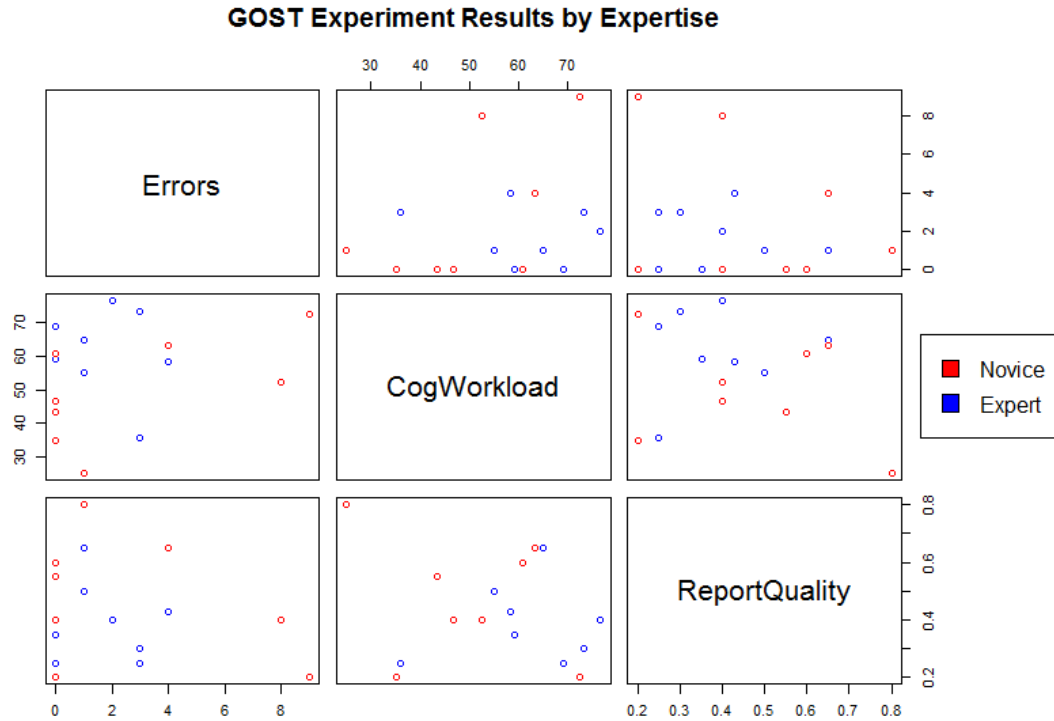 GOST Experiment Results by Expertise
30 40 50 60 70
Errors
0 2 4 6 8
30 40 50 60 70
CogWorkload
Novice
Expert
ReportQuality
0.2 0.4 0.6 0.8
0 2 4 6 8
0.2 0.3 0.4 0.5 0.6 0.7 0.8